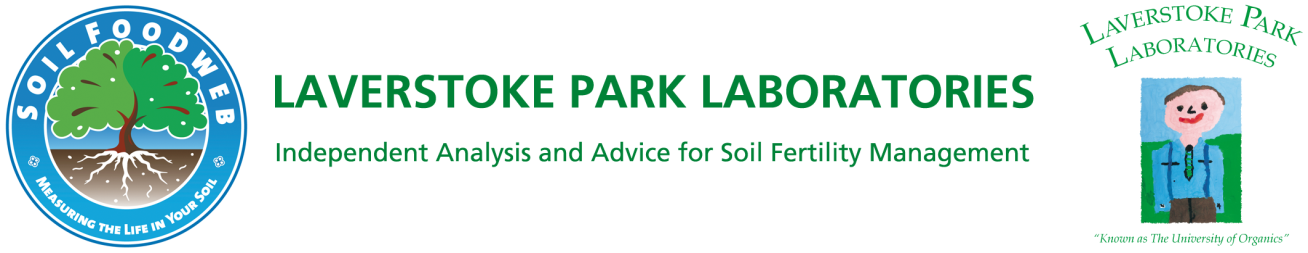 SOIL FOODWEB
MEASURING THE LIFE IN YOUR SOIL
LAVERSTOKE PARK LABORATORIES
Independent Analysis and Advice for Soil Fertility Management
LAVERSTOKE PARK
LABORATORIES
“Known as The University of Organics”